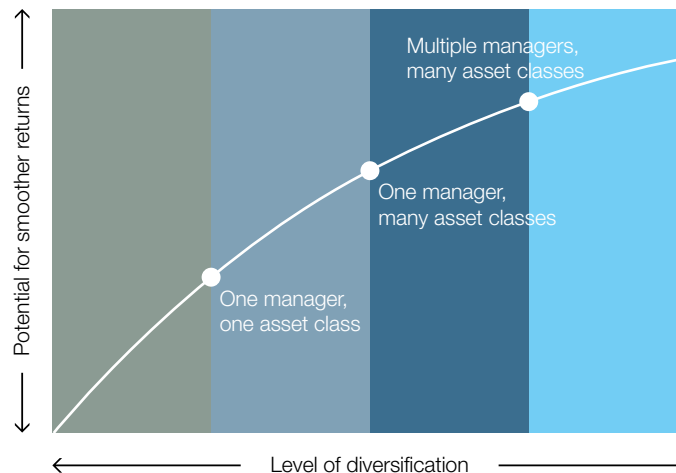 Potential for smoother returns
Multiple managers,
many asset classes
One manager,
many asset classes
One manager,
one asset class
Level of diversification